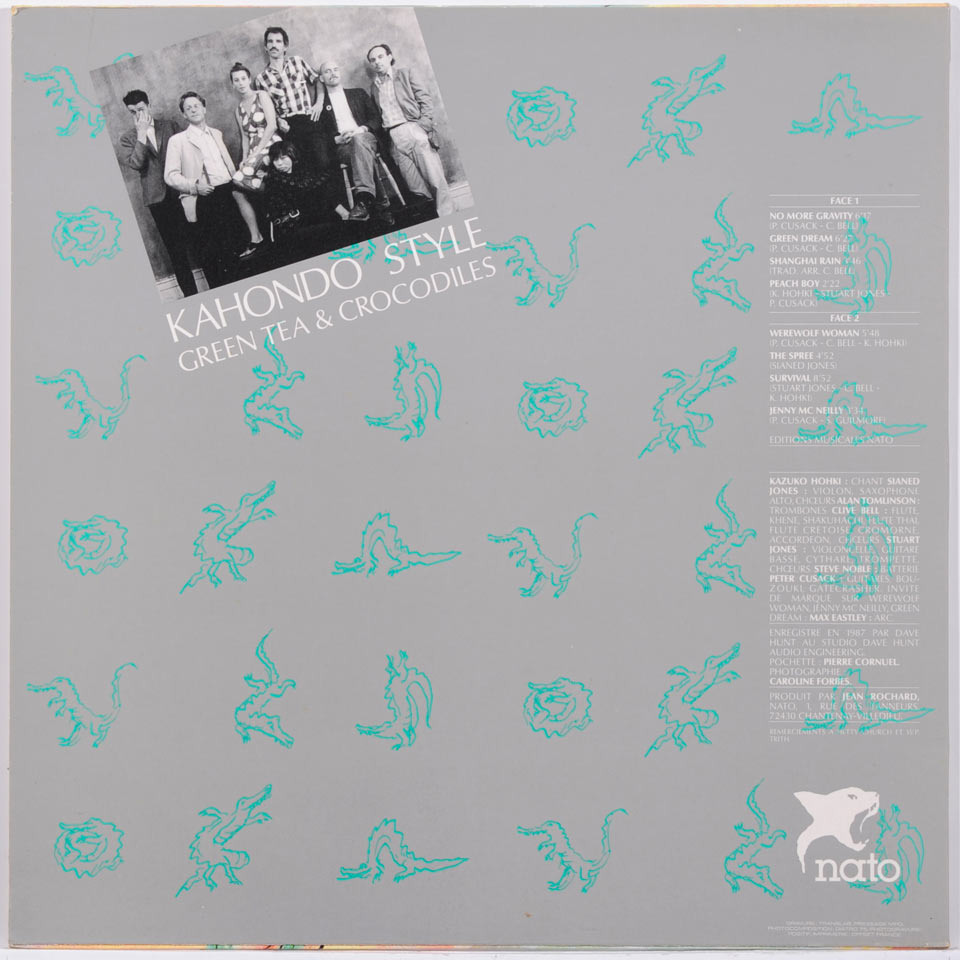 KAHONDO STYLE
GREEN TEA & CROCODILES
FACE 1
NO MORE GRAVITY 6'17
(P. CUSACK - C. BELL)
GREEN DREAM
(P. CUSACK - C. BELL)
SHANGHAI RAIN
(TRAD. ARR. C. BELL)
PEACH BOY 2'22
(K. HOHKI - STUART JONES -
P. CUSACK)
FACE 2
WEREWOLF WOMAN 5'48
(P. CUSACK - C. BELL - K. HOHKI)
THE SPREE 4'52
(SIANED JONES)
SURVIVAL 8'52
(STUART JONES - C. BELL -
K. HOHKI)
JENNY MC NEILLY 3'34
(P. CUSACK - S. GUILMORE)
EDITIONS MUSICALES NATO
KAZUKO HOHKI : CHANT SIANED
JONES : VIOLON, SAXOPHONE
ALTO, CHŒURS ALAN TOMLINSON :
TROMBONES CLIVE BELL : FLUTE,
KHENE, SHAKUHACHI, FLUTE THAI,
FLUTE CRETOISE, CROMORNE,
ACCORDEON, CHŒURS STUART
JONES : VIOLONCELLE, GUITARE
BASSE, CYTHARE, TROMPETTE,
CHŒURS STEVE NOBLE : BATTERIE
PETER CUSACK : GUITARES, BOU-
ZOUKI, GATECRASHER. INVITE
DE MARQUE SUR WEREWOLF
WOMAN, JENNY MC NEILLY, GREEN
DREAM : MAX EASTLEY : ARC.
ENREGISTRE EN 1987 PAR DAVE
HUNT AU STUDIO DAVE HUNT
AUDIO ENGINEERING.
POCHETTE : PIERRE CORNUEL.
PHOTOGRAPHIE :
CAROLINE FORBES.
PRODUIT PAR JEAN ROCHARD,
NATO, 1, RUE DES TANNEURS,
72430 CHANTENAY-VILLEDIEU.
REMERCIEMENTS A BETTY CHURCH ET
nato